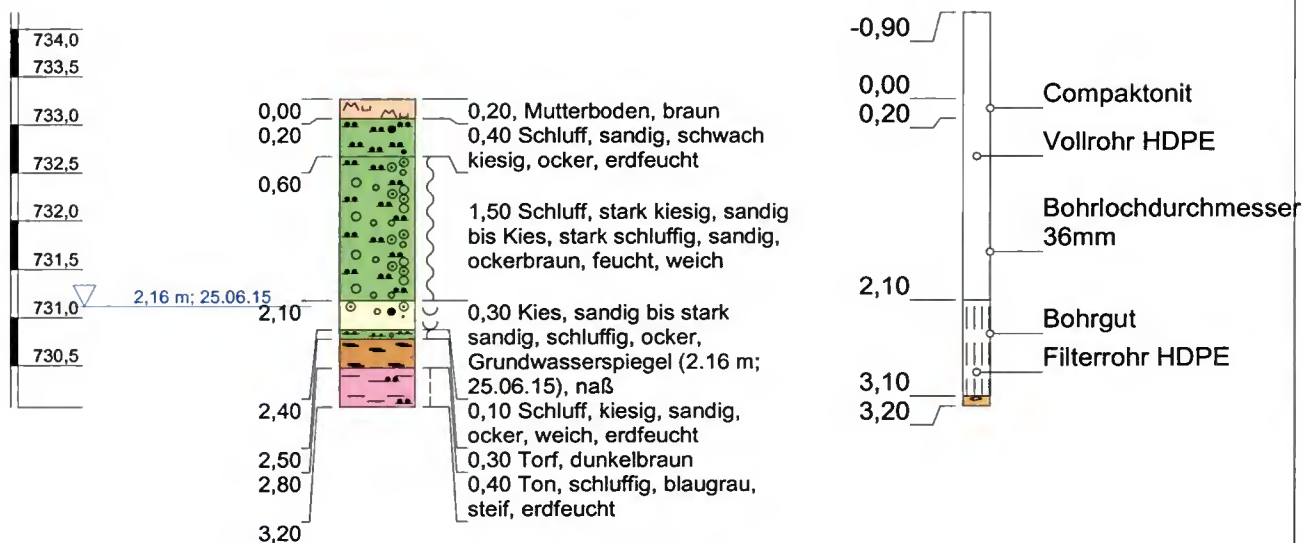 734,0
733,5
733,0
732,5
732,0
731,5
731,0
730,5
2,16 m; 25.06.15
0,00
0,20
0,60
2,10
2,40
2,50
2,80
3,20
0,20, Mutterboden, braun
0,40 Schluff, sandig, schwach
kiesig, ocker, erdfeucht
1,50 Schluff, stark kiesig, sandig
bis Kies, stark schluffig, sandig,
ockerbraun, feucht, weich
0,30 Kies, sandig bis stark
sandig, schluffig, ocker,
Grundwasserspiegel (2.16 m;
25.06.15), naß
0,10 Schluff, kiesig, sandig,
ocker, weich, erdfeucht
0,30 Torf, dunkelbraun
0,40 Ton, schluffig, blaugrau,
steif, erdfeucht
-0,90
0,00
0,20
2,10
3,10
3,20
Compaktonit
Vollrohr HDPE
Bohrlochdurchmesser
36mm
Bohrgut
Filterrohr HDPE